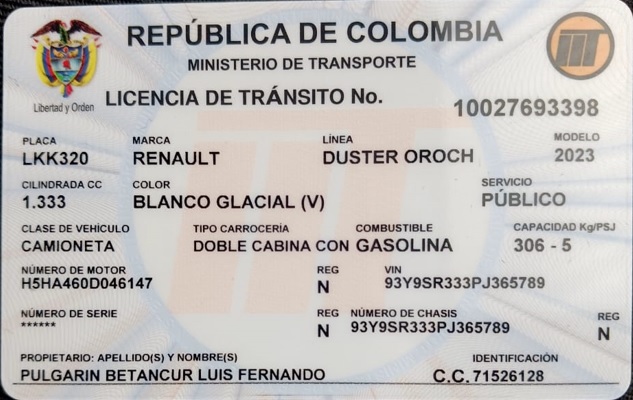 REPÚBLICA DE COLOMBIA
MINISTERIO DE TRANSPORTE
Libertad y Orden
LICENCIA DE TRÁNSITO No. 10027693398
PLACA MARCA LÍNEA MODELO
LKK320 RENAULT DUSTER OROCH 2023
CILINDRADA CC COLOR SERVICIO
1.333 BLANCO GLACIAL (V) PÚBLICO
CLASE DE VEHÍCULO TIPO CARROCERÍA COMBUSTIBLE CAPACIDAD Kg/PSJ
CAMIONETA DOBLE CABINA CON GASOLINA 306 - 5
NÚMERO DE MOTOR REG VIN
H5HA460D046147 N 93Y9SR333PJ365789
NÚMERO DE SERIE REG NÚMERO DE CHASIS REG
****** N 93Y9SR333PJ365789 N
PROPIETARIO: APELLIDO(S) Y NOMBRE(S) IDENTIFICACIÓN
PULGARIN BETANCUR LUIS FERNANDO C.C. 71526128